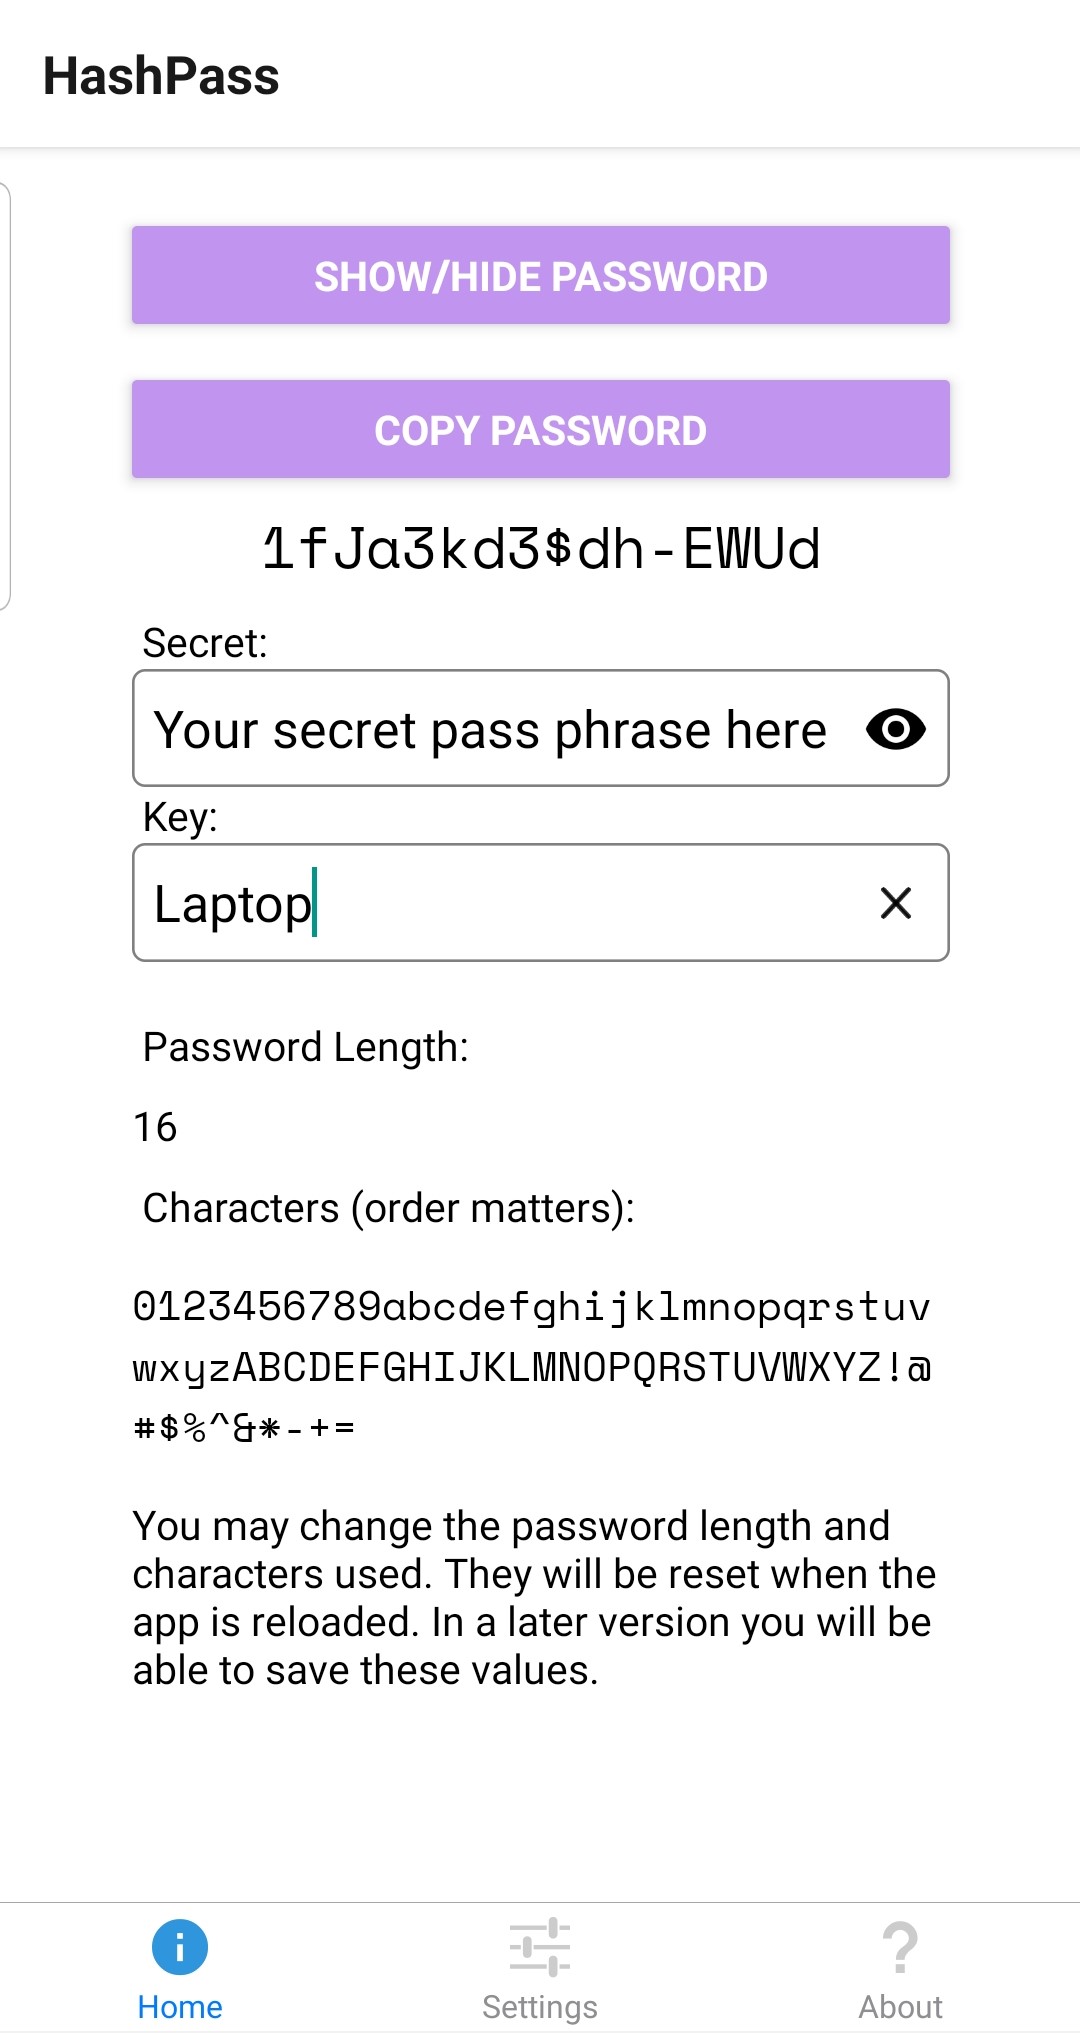 HashPass
SHOW/HIDE PASSWORD
COPY PASSWORD
1fJa3kd3$dh-EWUd
Secret:
Your secret pass phrase here
Key:
Laptop
Password Length:
16
Characters (order matters):
0123456789abcdefghijklmnopqrstuv
wxyzABCDEFGHIJKLMNOPQRSTUVWXYZ!@
#$%^&*-+=
You may change the password length and
characters used. They will be reset when the
app is reloaded. In a later version you will be
able to save these values.
Home
Settings
About